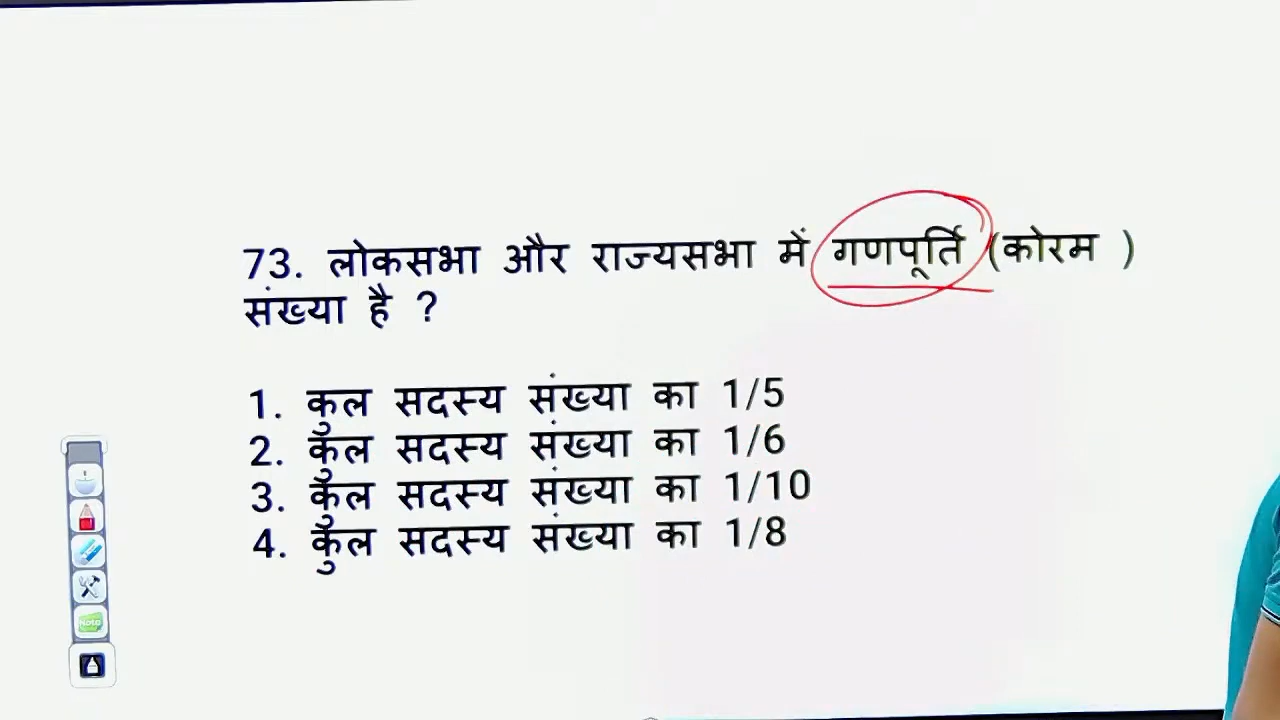 73. लोकसभा और राज्यसभा में गणपूर्ति (कोरम )
संख्या है ?
1. कुल सदस्य संख्या का 1/5
2. कुल सदस्य संख्या का 1/6
3. कुल सदस्य संख्या का 1/10
4. कुल सदस्य संख्या का 1/8
Note